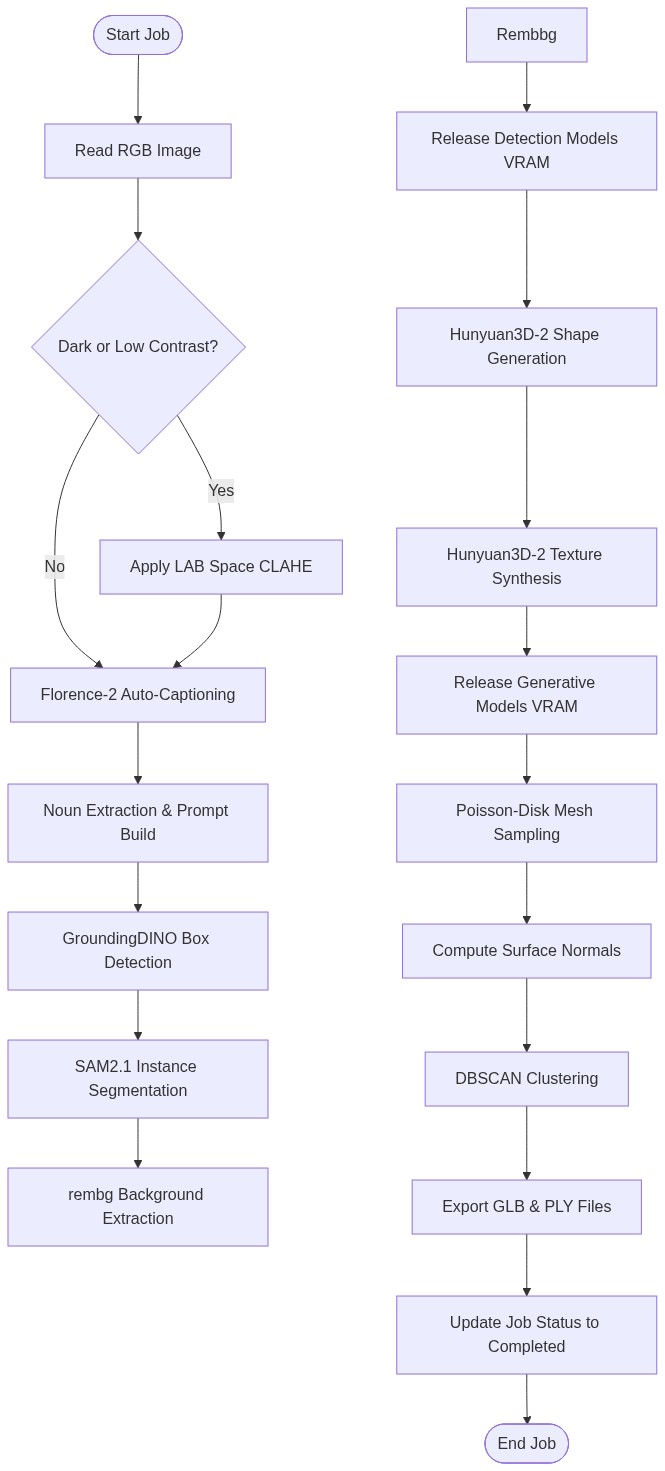 Start Job
Read RGB Image
Dark or Low Contrast?
Yes
No
Apply LAB Space CLAHE
Florence-2 Auto-Captioning
Noun Extraction & Prompt
Build
GroundingDINO Box
Detection
SAM2.1 Instance
Segmentation
rembg Background
Extraction
Rembbg
Release Detection Models
VRAM
Hunyuan3D-2 Shape
Generation
Hunyuan3D-2 Texture
Synthesis
Release Generative
Models VRAM
Poisson-Disk Mesh
Sampling
Compute Surface Normals
DBSCAN Clustering
Export GLB & PLY Files
Update Job Status to
Completed
End Job